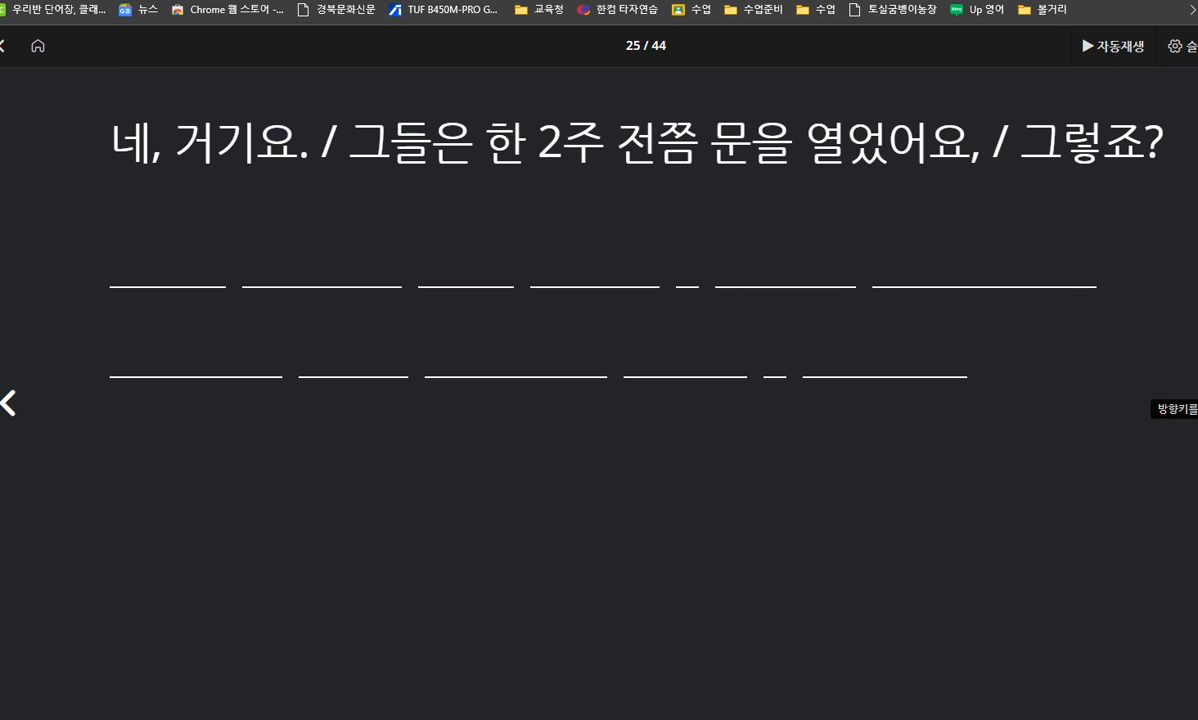 우리반 단어장, 클래... 뉴스 Chrome 웹 스토어 -... 경북문화신문 TUF B450M-PRO G... 교육청 한컴 타자연습 수업 수업준비 수업 토실굼벵이농장 Up 영어 볼거리
25 / 44 ▶ 자동재생 슬
네, 거기요. / 그들은 한 2주 전쯤 문을 열었어요, / 그렇죠?
방향키를